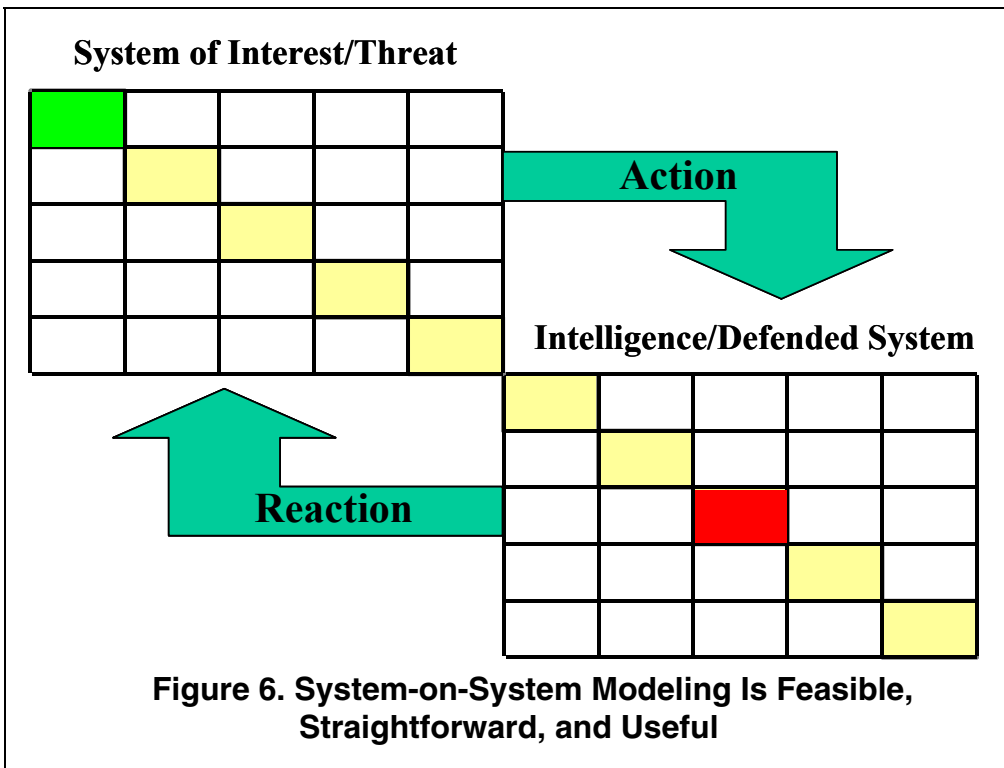 System of Interest/Threat
Action
Intelligence/Defended System
Reaction
Figure 6. System-on-System Modeling Is Feasible,
Straightforward, and Useful